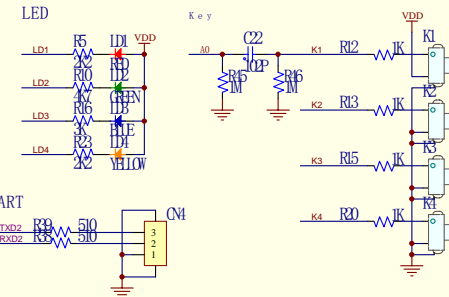 LED
Key
VDD
LD1 R5 2K2 LD1 RED
LD2 R10 4K7 LD2 GREEN
LD3 R16 3K LD3 BLUE
LD4 R23 2K2 LD4 YELLOW
A0 C22 102P K1 R12 1K K1
R45 1M R46 1M
VDD
K2 R13 1K K2
K3 R15 1K K3
K4 R20 1K K4
ART
TXD2 R39 510
RXD2 R38 510
CN4
3
2
1